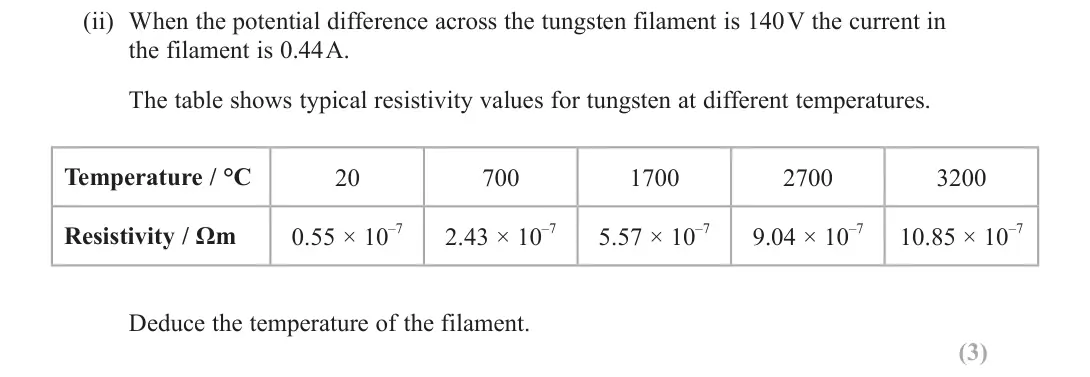 (ii) When the potential difference across the tungsten filament is 140 V the current in
the filament is 0.44 A.
The table shows typical resistivity values for tungsten at different temperatures.
Temperature / °C 20 700 1700 2700 3200
Resistivity / Ωm 0.55 × 10⁻⁷ 2.43 × 10⁻⁷ 5.57 × 10⁻⁷ 9.04 × 10⁻⁷ 10.85 × 10⁻⁷
Deduce the temperature of the filament.
(3)